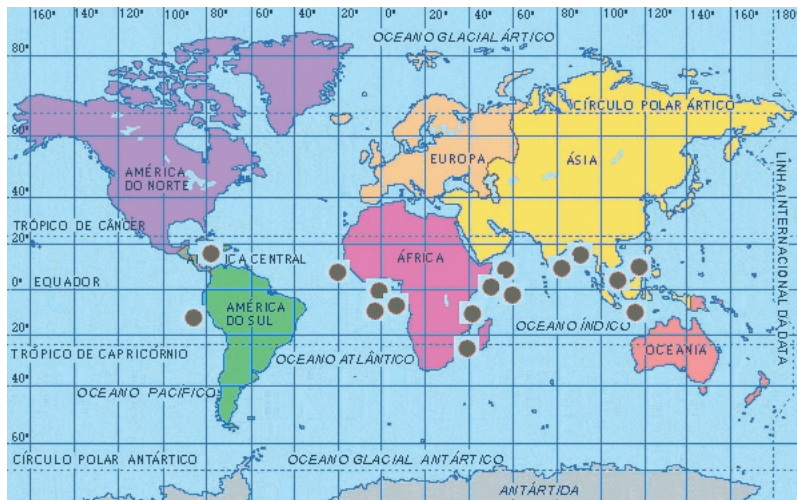 160° 120° 100° 80° 60° 40° 20° 0° 20° 40° 60° 80° 100° 120° 160°
OCEANO GLACIAL ÁRTICO
80°
CÍRCULO POLAR ÁRTICO
60°
EUROPA
ÁSIA
AMÉRICA
DO NORTE
40°
LINHA INTERNACIONAL DA DATA
TRÓPICO DE CÂNCER
20°
ICA CENTRAL
ÁFRICA
0°
EQUADOR
AMÉRICA
DO SUL
OCEANO ÍNDICO
20°
TRÓPICO DE CAPRICÓRNIO
OCEANO ATLÂNTICO
OCEANIA
40°
OCEANO PACÍFICO
60°
CÍRCULO POLAR ANTÁRTICO
OCEANO GLACIAL ANTÁRTICO
ANTÁRTIDA